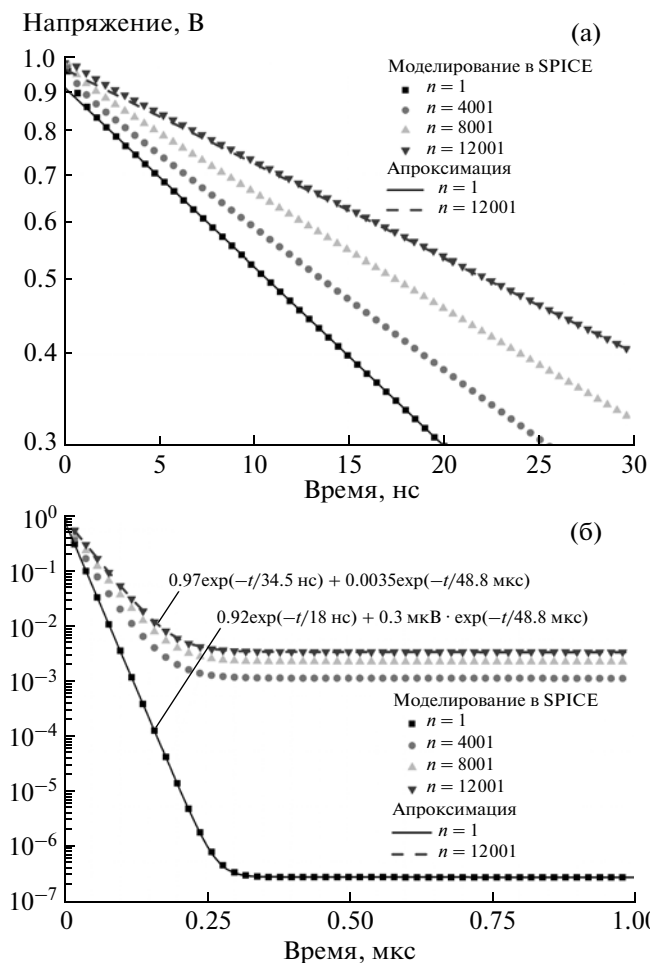 Напряжение, В
(а)
1.0
0.9
0.8
0.7
0.6
0.5
0.4
0.3
Моделирование в SPICE
n = 1
n = 4001
n = 8001
n = 12001
Апроксимация
n = 1
n = 12001
0 5 10 15 20 25 30
Время, нс
(б)
10^0
10^-1
10^-2
10^-3
10^-4
10^-5
10^-6
10^-7
0.97exp(−t/34.5 нс) + 0.0035exp(−t/48.8 мкс)
0.92exp(−t/18 нс) + 0.3 мкВ · exp(−t/48.8 мкс)
Моделирование в SPICE
n = 1
n = 4001
n = 8001
n = 12001
Апроксимация
n = 1
n = 12001
0 0.25 0.50 0.75 1.00
Время, мкс